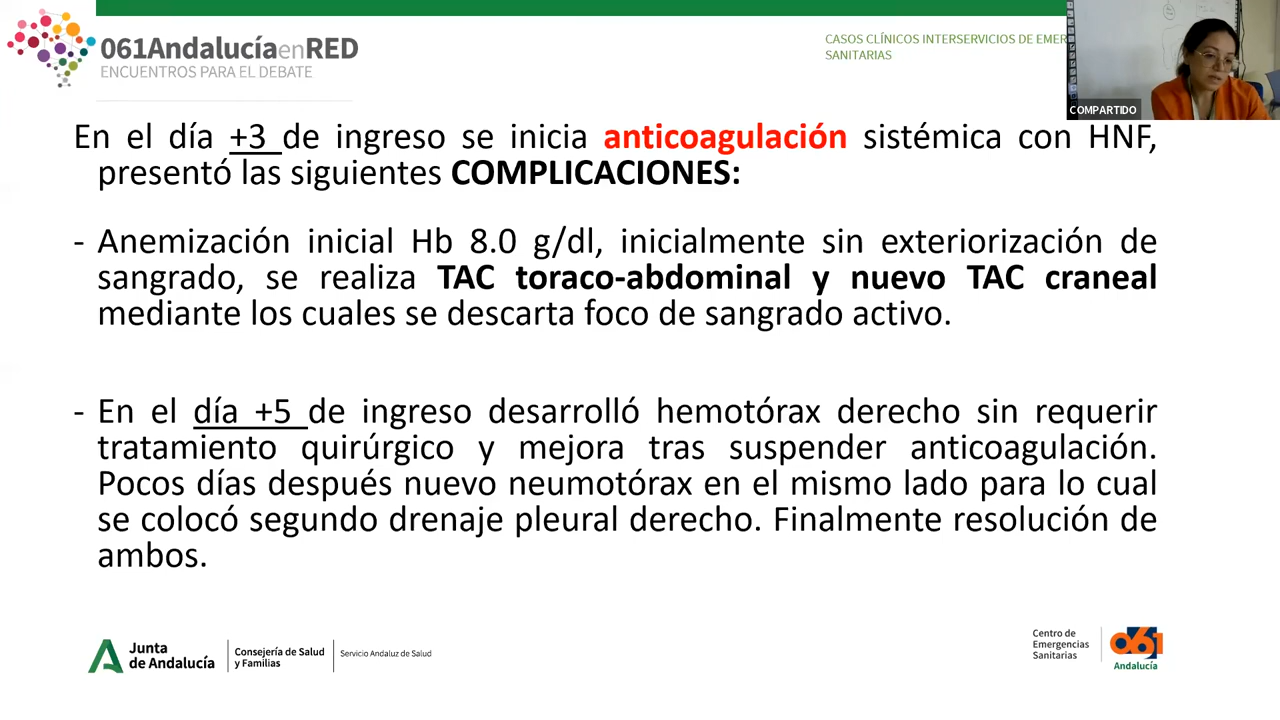 061AndalucíaenRED
ENCUENTROS PARA EL DEBATE
CASOS CLÍNICOS INTERSERVICIOS DE
SANITARIAS
COMPARTIDO
En el día +3 de ingreso se inicia anticoagulación sistémica con HNF,
presentó las siguientes COMPLICACIONES:
- Anemización inicial Hb 8.0 g/dl, inicialmente sin exteriorización de
sangrado, se realiza TAC toraco-abdominal y nuevo TAC craneal
mediante los cuales se descarta foco de sangrado activo.
- En el día +5 de ingreso desarrolló hemotórax derecho sin requerir
tratamiento quirúrgico y mejora tras suspender anticoagulación.
Pocos días después nuevo neumotórax en el mismo lado para lo cual
se colocó segundo drenaje pleural derecho. Finalmente resolución de
ambos.
Junta
de Andalucía
Consejería de Salud
y Familias
Servicio Andaluz de Salud
Centro de
Emergencias
Sanitarias
061
Andalucía